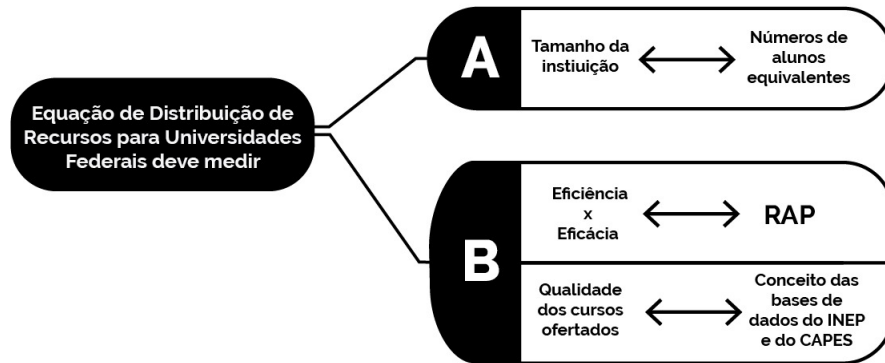 Equação de Distribuição de
Recursos para Universidades
Federais deve medir
A
Tamanho da
instiuição
Números de
alunos
equivalentes
B
Eficiência
x
Eficácia
RAP
Qualidade
dos cursos
ofertados
Conceito das
bases de
dados do INEP
e do CAPES